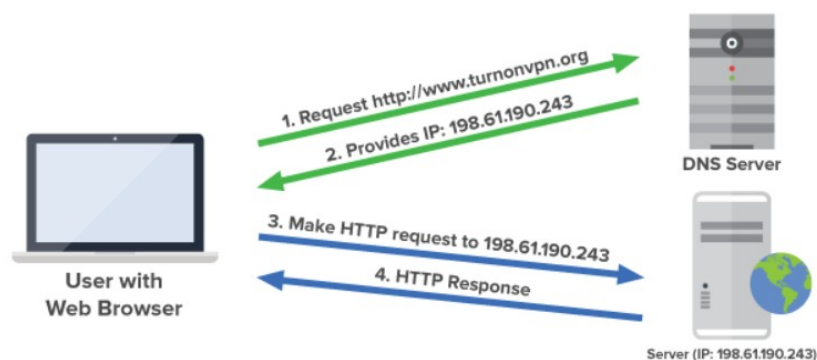 1. Request http://www.turnonvpn.org
2. Provides IP: 198.61.190.243
DNS Server
3. Make HTTP request to 198.61.190.243
4. HTTP Response
User with
Web Browser
Server (IP: 198.61.190.243)